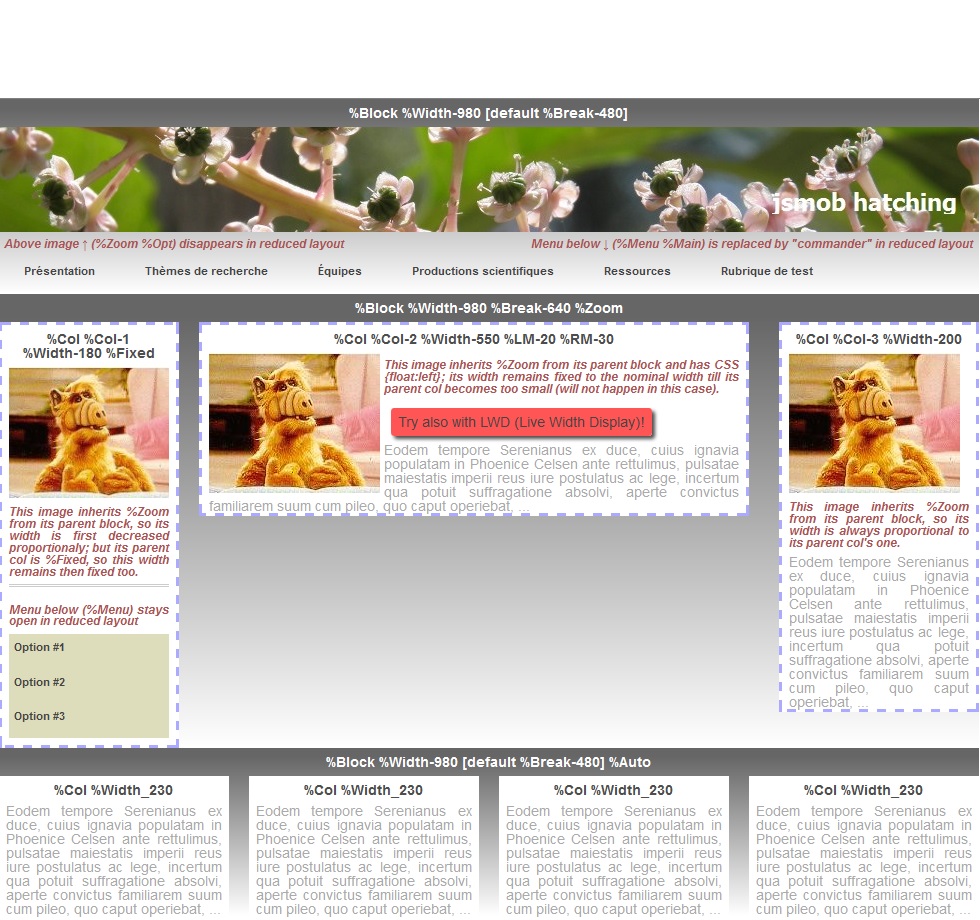 %Block %Width-980 [default %Break-480]
jsmob hatching
Above image ↑ (%Zoom %Opt) disappears in reduced layout
Menu below ↓ (%Menu %Main) is replaced by "commander" in reduced layout
Présentation
Thèmes de recherche
Équipes
Productions scientifiques
Ressources
Rubrique de test
%Block %Width-980 %Break-640 %Zoom
%Col %Col-1
%Width-180 %Fixed
This image inherits %Zoom
from its parent block, so its
width is first decreased
proportionaly; but its parent
col is %Fixed, so this width
remains then fixed too.
Menu below (%Menu) stays
open in reduced layout
Option #1
Option #2
Option #3
%Col %Col-2 %Width-550 %LM-20 %RM-30
This image inherits %Zoom from its parent block and has CSS
{float:left}; its width remains fixed to the nominal width till its
parent col becomes too small (will not happen in this case).
Try also with LWD (Live Width Display)!
Eodem tempore Serenianus ex duce, cuius ignavia
populatam in Phoenice Celsen ante rettulimus, pulsatae
maiestatis imperii reus iure postulatus ac lege, incertum
qua potuit suffragatione absolvi, aperte convictus
familiarem suum cum pileo, quo caput operiebat, ...
%Col %Col-3 %Width-200
This image inherits %Zoom
from its parent block, so its
width is always proportional to
its parent col's one.
Eodem tempore Serenianus
ex duce, cuius ignavia
populatam in Phoenice
Celsen ante rettulimus,
pulsatae maiestatis imperii
reus iure postulatus ac lege,
incertum qua potuit
suffragatione absolvi, aperte
convictus familiarem suum
cum pileo, quo caput
operiebat, ...
%Block %Width-980 [default %Break-480] %Auto
%Col %Width_230
Eodem tempore Serenianus ex
duce, cuius ignavia populatam in
Phoenice Celsen ante rettulimus,
pulsatae maiestatis imperii reus
iure postulatus ac lege, incertum
qua potuit suffragatione absolvi,
aperte convictus familiarem suum
cum pileo, quo caput operiebat, ...
%Col %Width_230
Eodem tempore Serenianus ex
duce, cuius ignavia populatam in
Phoenice Celsen ante rettulimus,
pulsatae maiestatis imperii reus
iure postulatus ac lege, incertum
qua potuit suffragatione absolvi,
aperte convictus familiarem suum
cum pileo, quo caput operiebat, ...
%Col %Width_230
Eodem tempore Serenianus ex
duce, cuius ignavia populatam in
Phoenice Celsen ante rettulimus,
pulsatae maiestatis imperii reus
iure postulatus ac lege, incertum
qua potuit suffragatione absolvi,
aperte convictus familiarem suum
cum pileo, quo caput operiebat, ...
%Col %Width_230
Eodem tempore Serenianus ex
duce, cuius ignavia populatam in
Phoenice Celsen ante rettulimus,
pulsatae maiestatis imperii reus
iure postulatus ac lege, incertum
qua potuit suffragatione absolvi,
aperte convictus familiarem suum
cum pileo, quo caput operiebat, ...